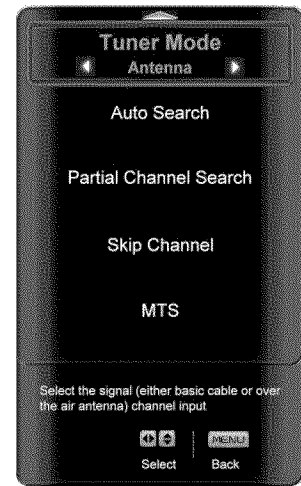 Tuner Mode
Antenna
Auto Search
Partial Channel Search
Skip Channel
MTS
Select the signal (either basic cable or over
the air antenna) channel input
MENU
Select Back